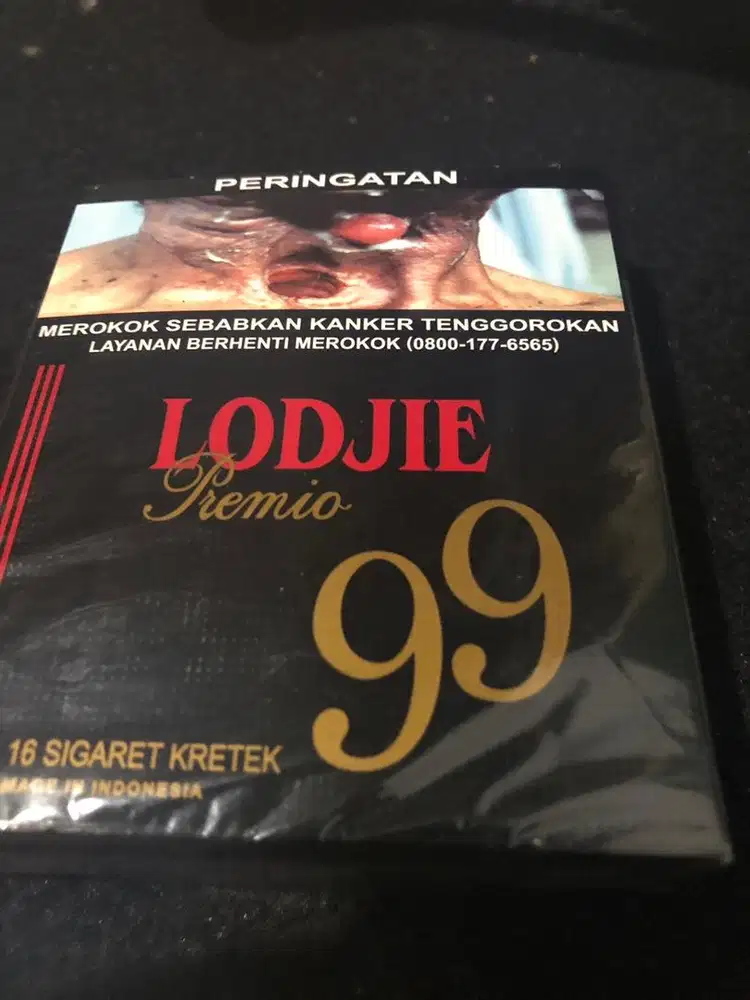 PERINGATAN
MEROKOK SEBABKAN KANKER TENGGOROKAN
LAYANAN BERHENTI MEROKOK (0800-177-6565)
LODJIE
Premio
99
16 SIGARET KRETEK
MADE IN INDONESIA